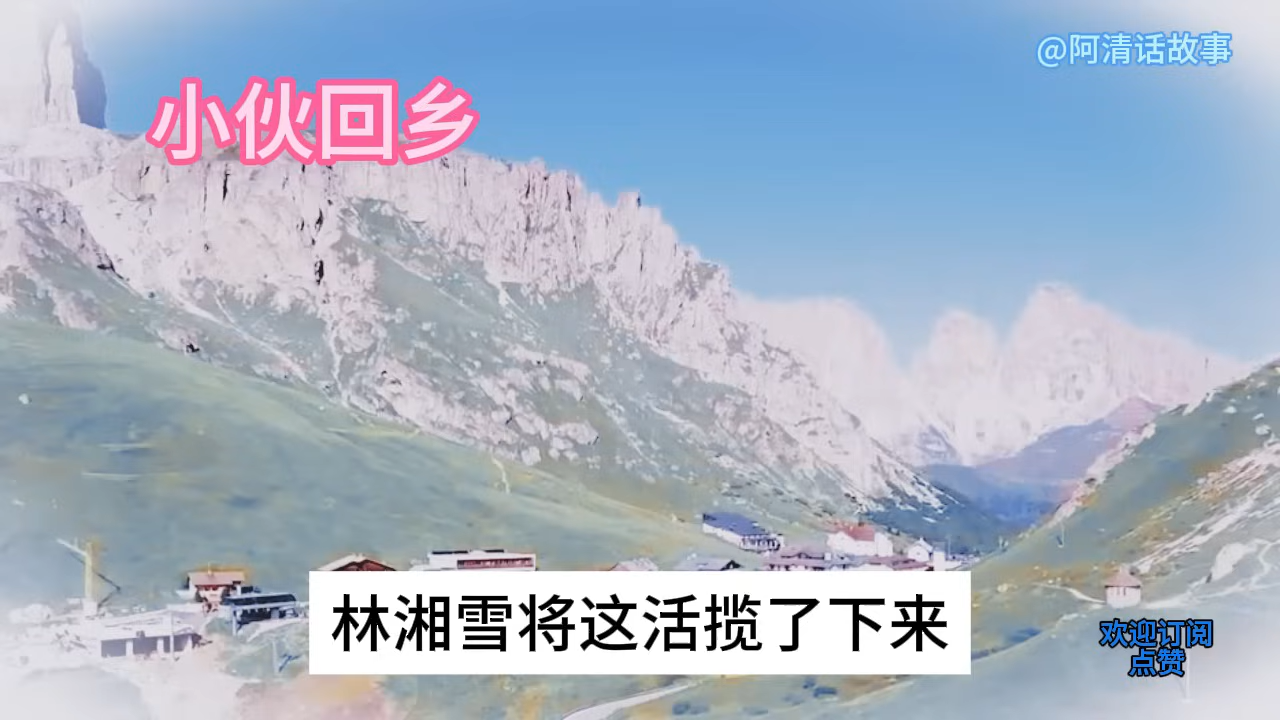 @阿清话故事
小伙回乡
林湘雪将这活揽了下来
欢迎订阅
点赞